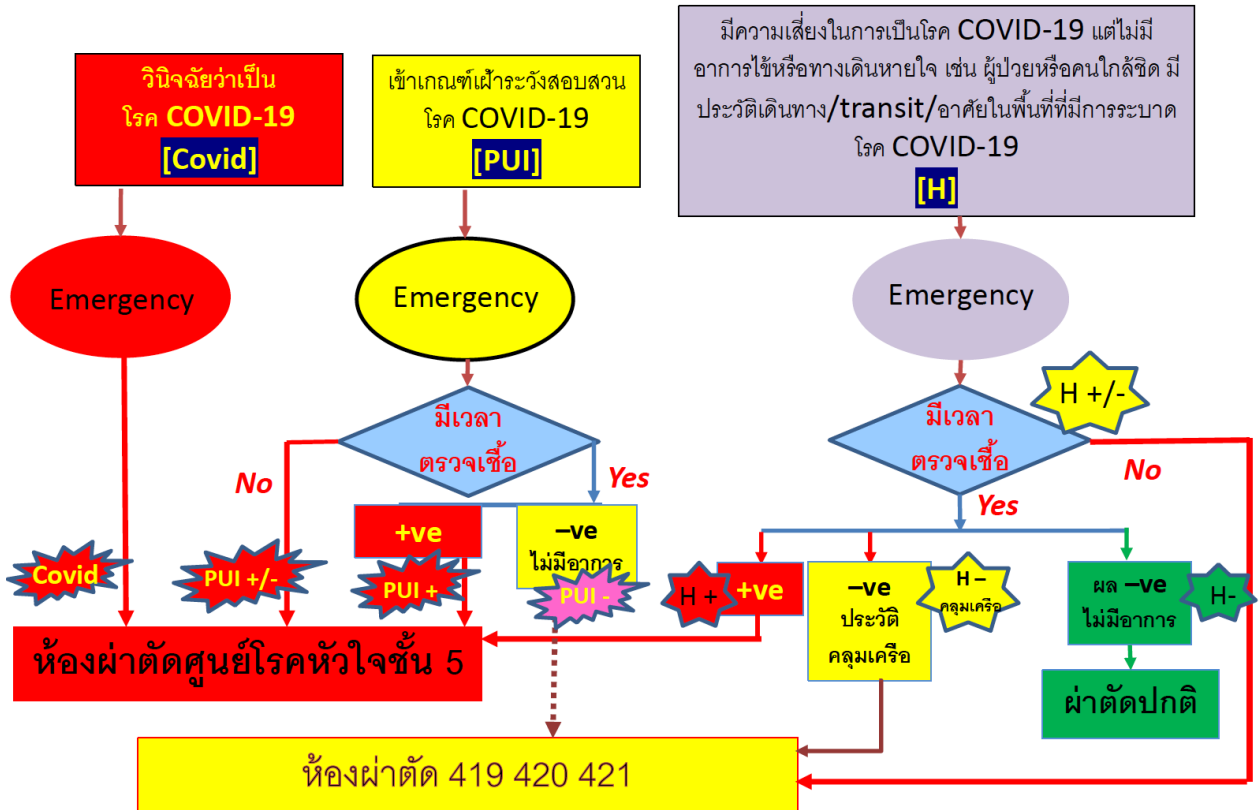 วินิจฉัยว่าเป็น
โรค COVID-19
[Covid]
เข้าเกณฑ์เฝ้าระวังสอบสวน
โรค COVID-19
[PUI]
มีความเสี่ยงในการเป็นโรค COVID-19 แต่ไม่มี
อาการไข้หรือทางเดินหายใจ เช่น ผู้ป่วยหรือคนใกล้ชิด มี
ประวัติเดินทาง/transit/อาศัยในพื้นที่ที่มีการระบาด
โรค COVID-19
[H]
Emergency
Emergency
Emergency
มีเวลา
ตรวจเชื้อ
H +/-
มีเวลา
ตรวจเชื้อ
No
Yes
No
Yes
+ve
–ve
ไม่มีอาการ
Covid
PUI +/-
PUI +
PUI -
H +
+ve
–ve
ประวัติ
คลุมเครือ
H –
คลุมเครือ
ผล –ve
ไม่มีอาการ
H-
ห้องผ่าตัดศูนย์โรคหัวใจชั้น 5
ผ่าตัดปกติ
ห้องผ่าตัด 419 420 421